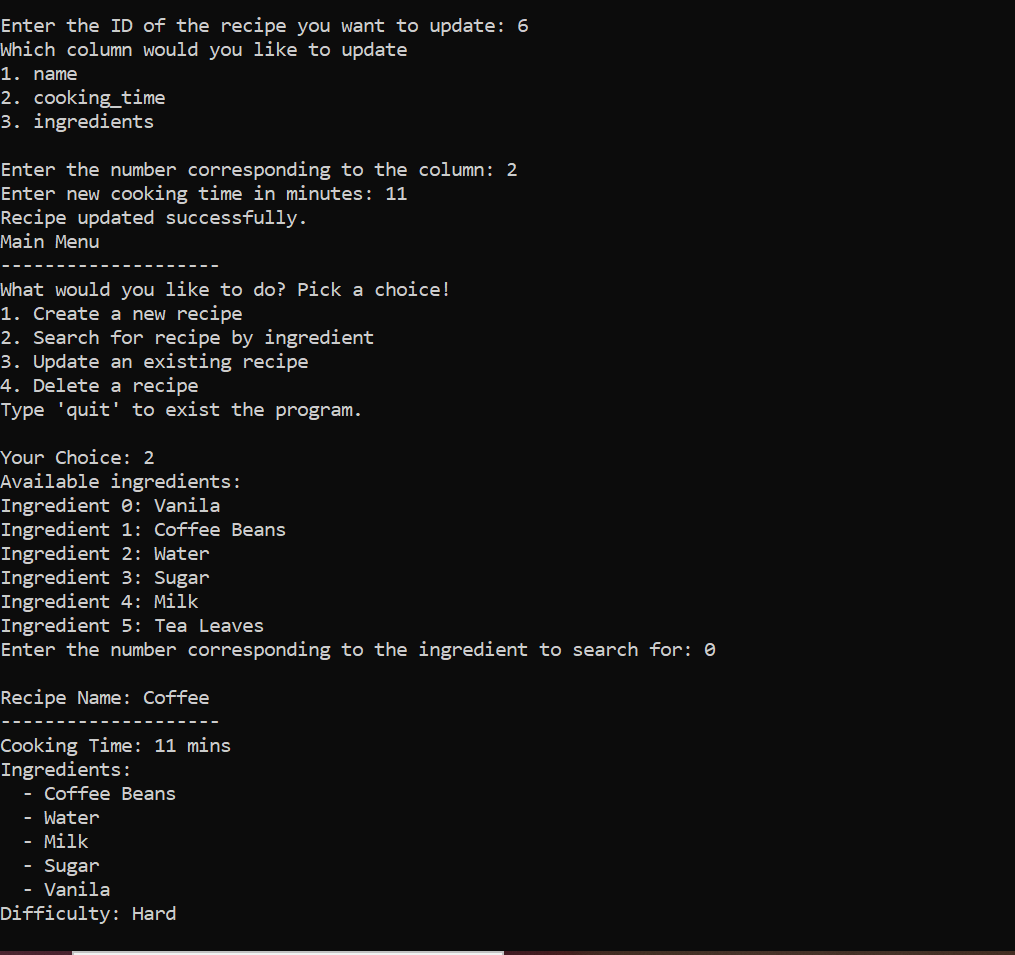 Enter the ID of the recipe you want to update: 6
Which column would you like to update
1. name
2. cooking_time
3. ingredients
Enter the number corresponding to the column: 2
Enter new cooking time in minutes: 11
Recipe updated successfully.
Main Menu
--------------------
What would you like to do? Pick a choice!
1. Create a new recipe
2. Search for recipe by ingredient
3. Update an existing recipe
4. Delete a recipe
Type 'quit' to exist the program.
Your Choice: 2
Available ingredients:
Ingredient 0: Vanila
Ingredient 1: Coffee Beans
Ingredient 2: Water
Ingredient 3: Sugar
Ingredient 4: Milk
Ingredient 5: Tea Leaves
Enter the number corresponding to the ingredient to search for: 0
Recipe Name: Coffee
--------------------
Cooking Time: 11 mins
Ingredients:
  - Coffee Beans
  - Water
  - Milk
  - Sugar
  - Vanila
Difficulty: Hard